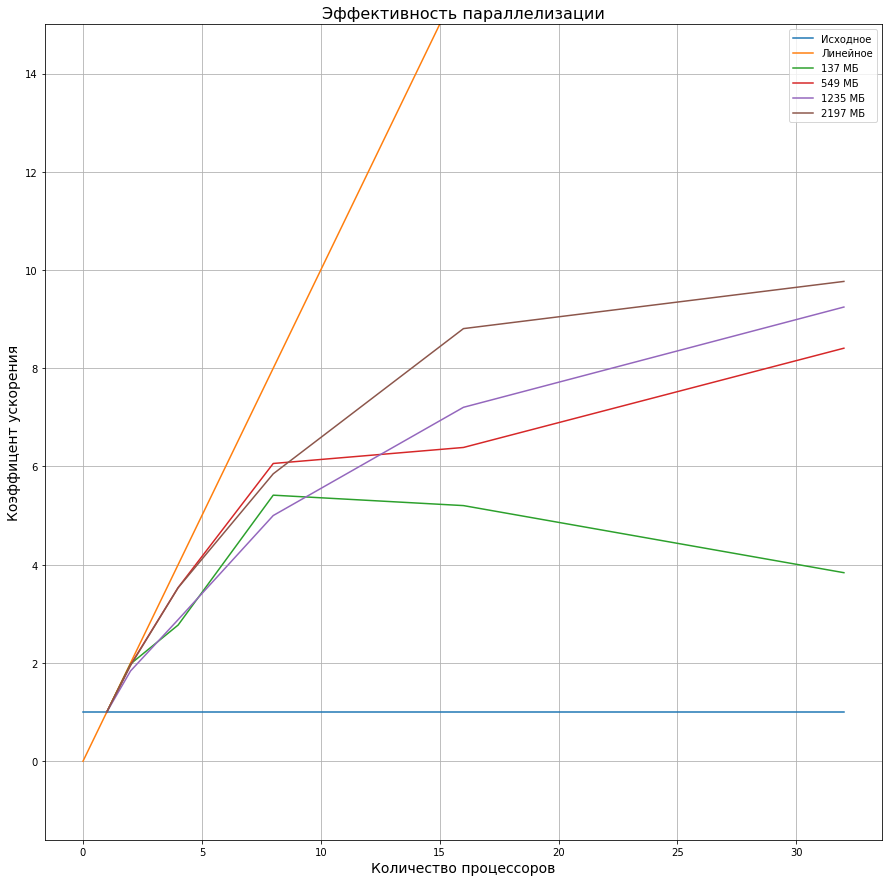 Эффективность параллелизации
Исходное
Линейное
137 МБ
549 МБ
1235 МБ
2197 МБ
14
12
10
8
6
4
2
0
Коэффицент ускорения
0 5 10 15 20 25 30
Количество процессоров